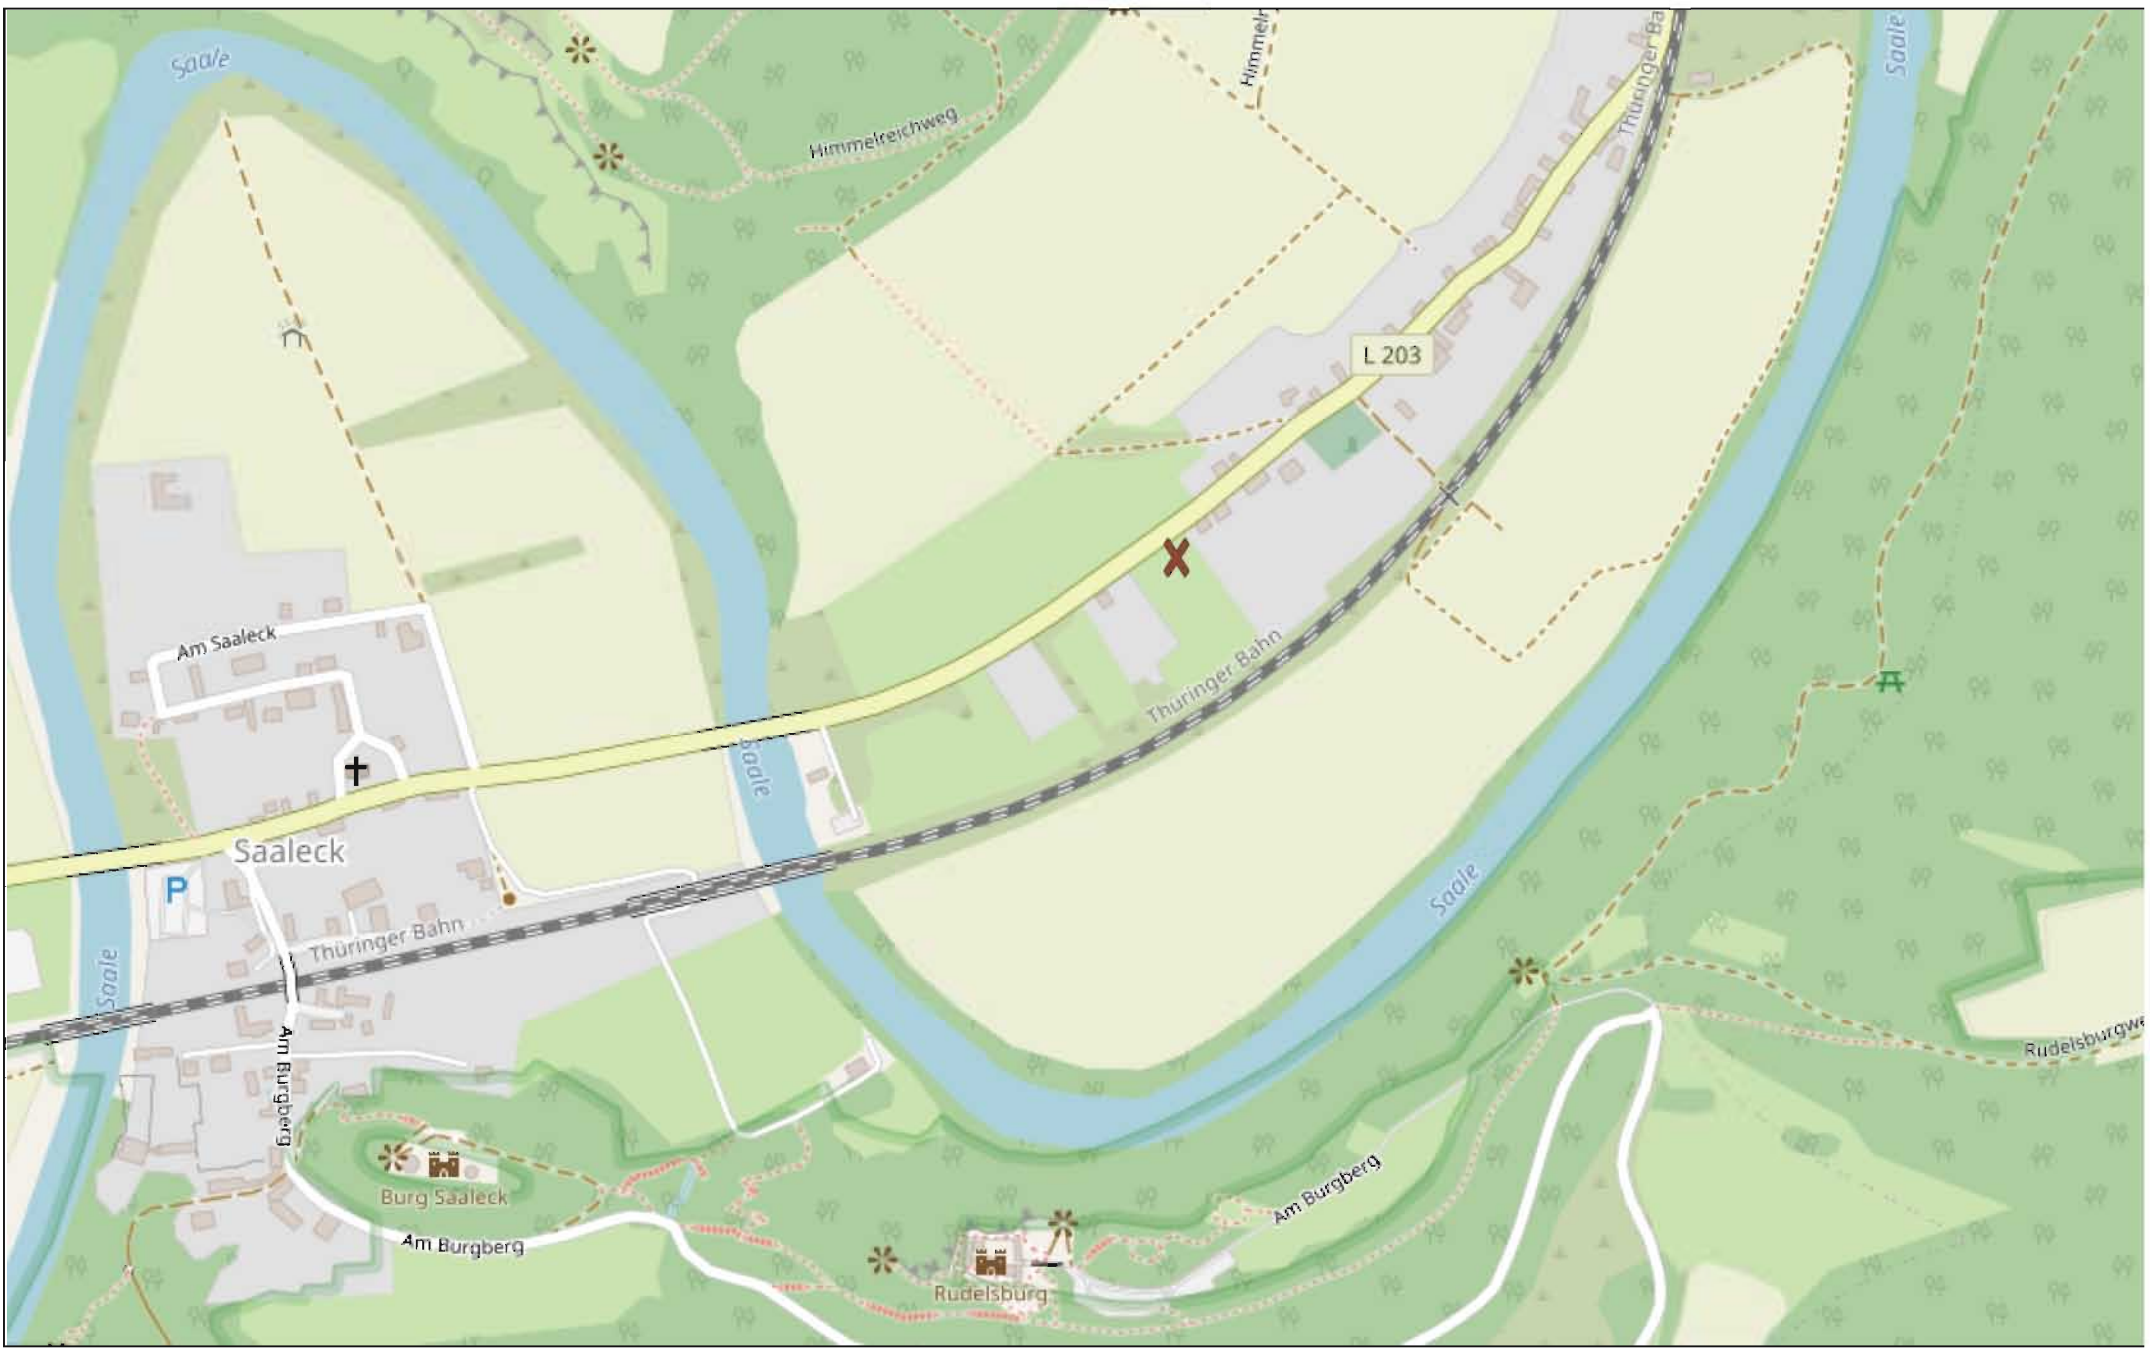 Saale
Himmelreichweg
Himmelr
Thüringer Ba
Saale
L 203
Am Saaleck
Thüringer Bahn
Saale
Saaleck
P
Thüringer Bahn
Saale
Saale
Am Burgberg
Rudelsburgwe
Burg Saaleck
Am Burgberg
Am Burgberg
Rudelsburg